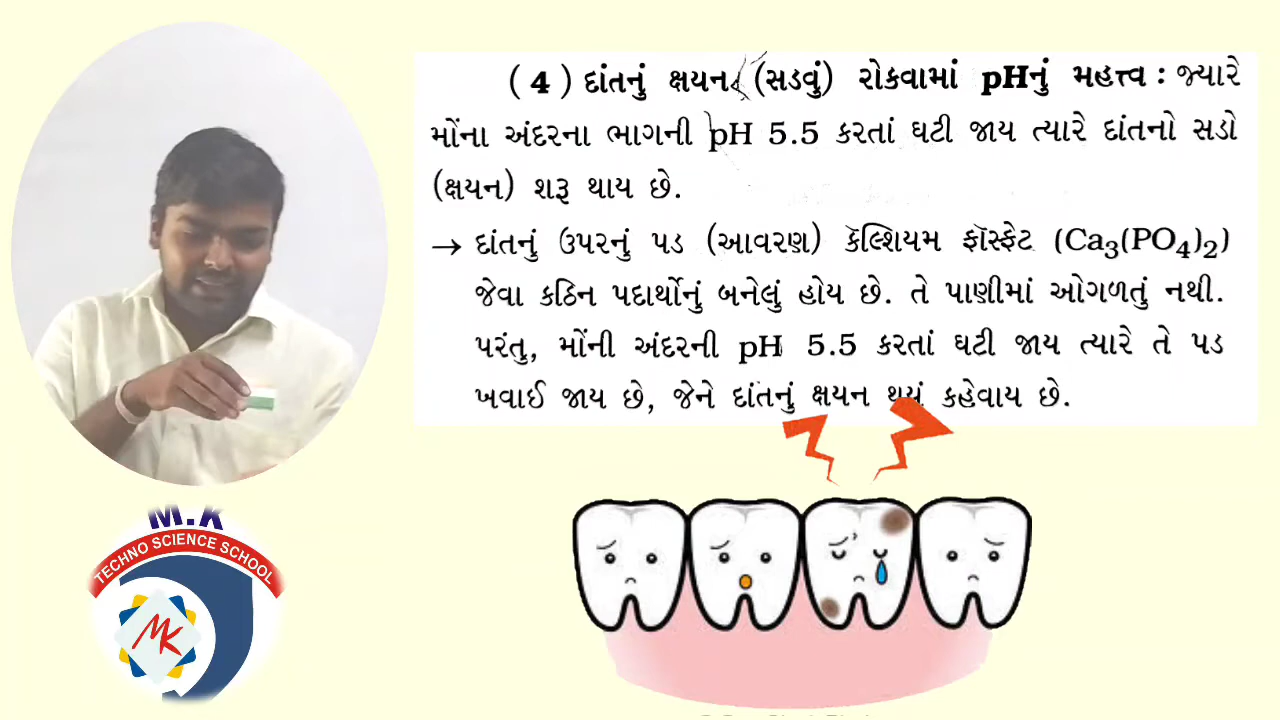 ( 4 ) દાંતનું ક્ષયન (સડવું) રોકવામાં pHનું મહત્ત્વ : જ્યારે
મોંના અંદરના ભાગની pH 5.5 કરતાં ઘટી જાય ત્યારે દાંતનો સડો
(ક્ષયન) શરૂ થાય છે.
→ દાંતનું ઉપરનું પડ (આવરણ) કૅલ્શિયમ ફૉસ્ફેટ (Ca₃(PO₄)₂)
જેવા કઠિન પદાર્થોનું બનેલું હોય છે. તે પાણીમાં ઓગળતું નથી.
પરંતુ, મોંની અંદરની pH 5.5 કરતાં ઘટી જાય ત્યારે તે પડ
ખવાઈ જાય છે, જેને દાંતનું ક્ષયન થયું કહેવાય છે.
M.K
TECHNO SCIENCE SCHOOL
MK